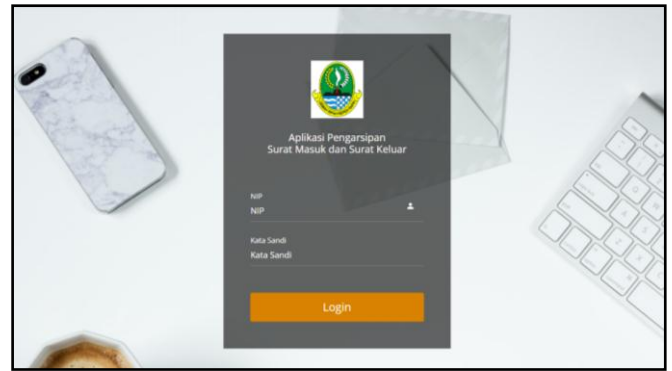 Aplikasi Pengarsipan
Surat Masuk dan Surat Keluar
NIP
NIP
Kata Sandi
Kata Sandi
Login